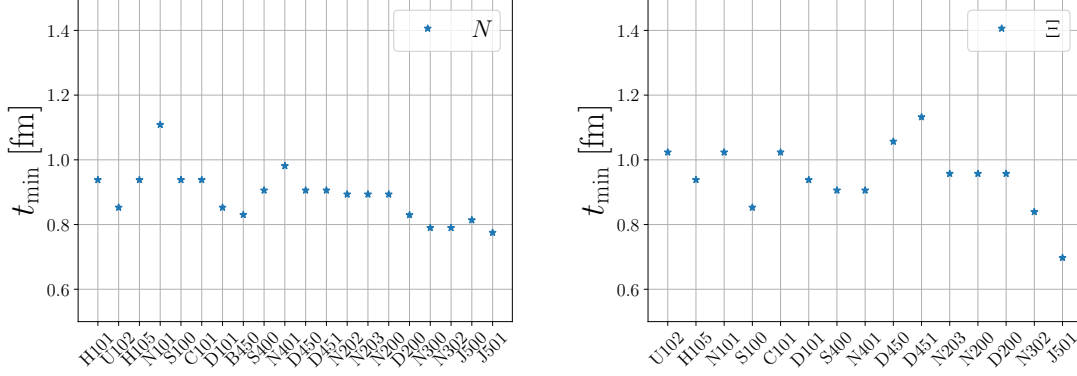 1.4
1.2
1.0
0.8
0.6
t_min [fm]
N
H101
U102
H105
N101
S100
C101
D101
B450
S400
N401
D450
D451
N202
N203
N200
D200
N300
N302
J500
J501
1.4
1.2
1.0
0.8
0.6
t_min [fm]
Ξ
U102
H105
N101
S100
C101
D101
S400
N401
D450
D451
N203
N200
D200
N302
J501